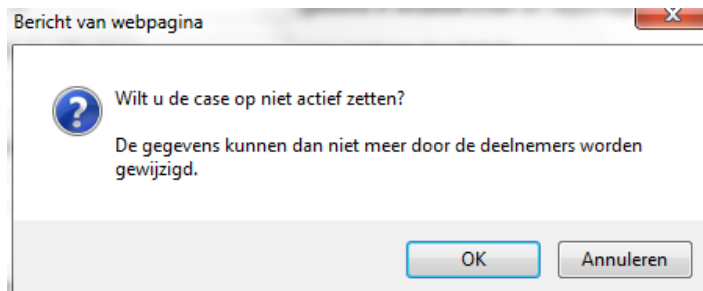 Bericht van webpagina
Wilt u de case op niet actief zetten?
De gegevens kunnen dan niet meer door de deelnemers worden
gewijzigd.
OK Annuleren